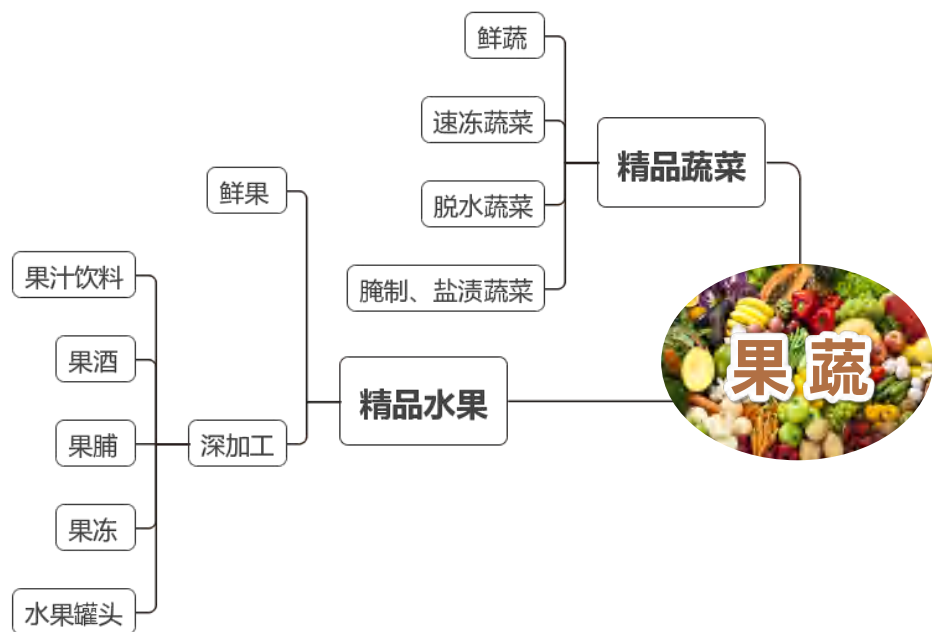 鲜蔬
速冻蔬菜
精品蔬菜
脱水蔬菜
鲜果
腌制、盐渍蔬菜
果汁饮料
果蔬
果酒
精品水果
果脯
深加工
果冻
水果罐头